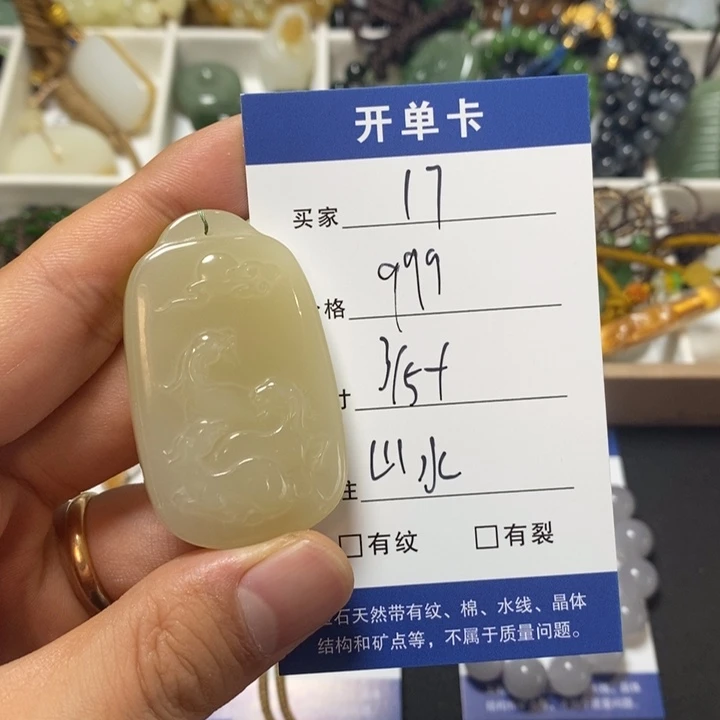 开单卡
买家 17
格 999
寸 315f
注 山水
□有纹 □有裂
玉石天然带有纹、棉、水线、晶体
结构和矿点等，不属于质量问题。